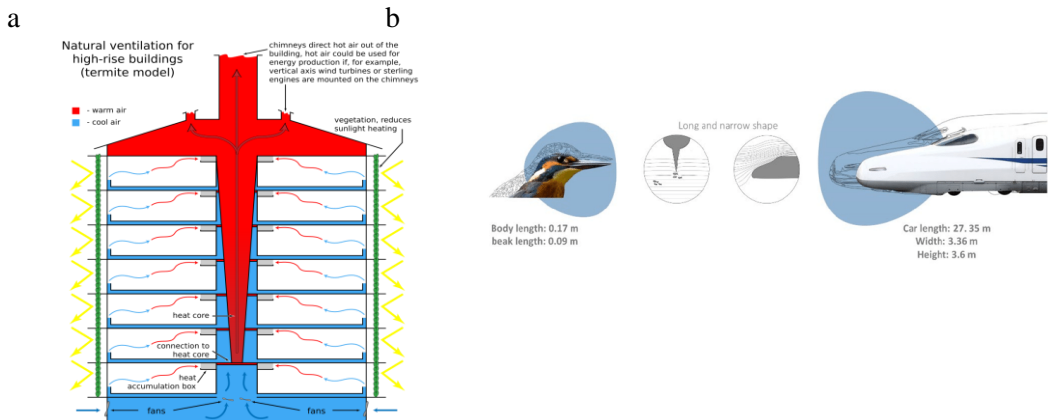 a
b
Natural ventilation for
high-rise buildings
(termite model)
chimneys direct hot air out of the
building, hot air could be used for
energy production if, for example,
vertical axis wind turbines or sterling
engines are mounted on the chimneys
- warm air
- cool air
vegetation, reduces
sunlight heating
heat core
connection to
heat core
heat
accumulation box
fans
fans
Long and narrow shape
Body length: 0.17 m
beak length: 0.09 m
Car length: 27.35 m
Width: 3.36 m
Height: 3.6 m